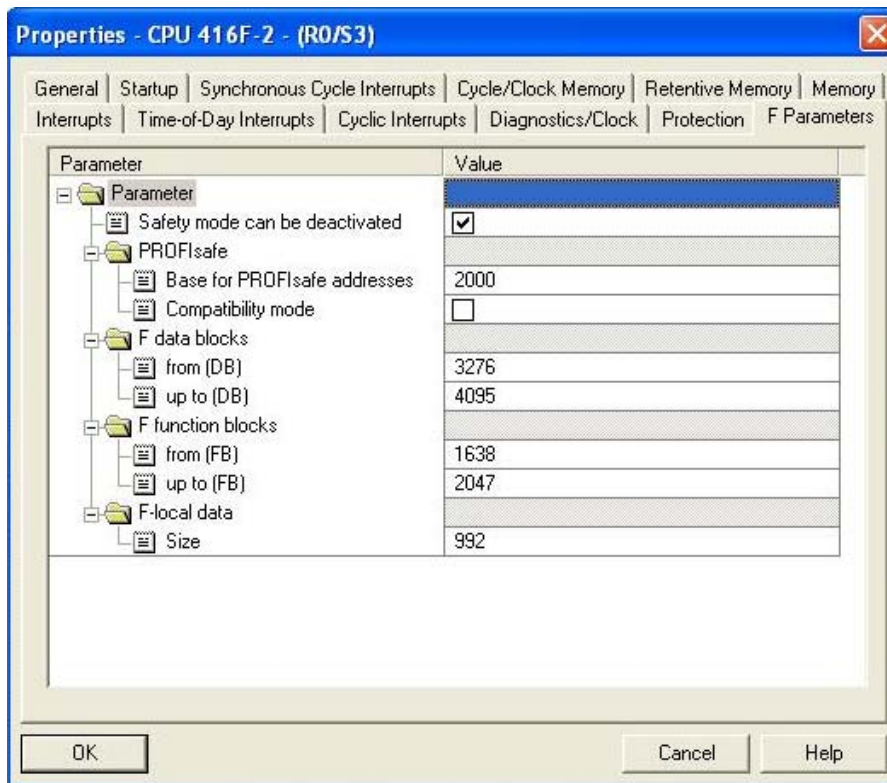 Properties - CPU 416F-2 - (R0/S3)
General Startup Synchronous Cycle Interrupts Cycle/Clock Memory Retentive Memory Memory
Interrupts Time-of-Day Interrupts Cyclic Interrupts Diagnostics/Clock Protection F Parameters
Parameter Value
Parameter
Safety mode can be deactivated
PROFIsafe
Base for PROFIsafe addresses 2000
Compatibility mode
F data blocks
from (DB) 3276
up to (DB) 4095
F function blocks
from (FB) 1638
up to (FB) 2047
F-local data
Size 992
OK Cancel Help